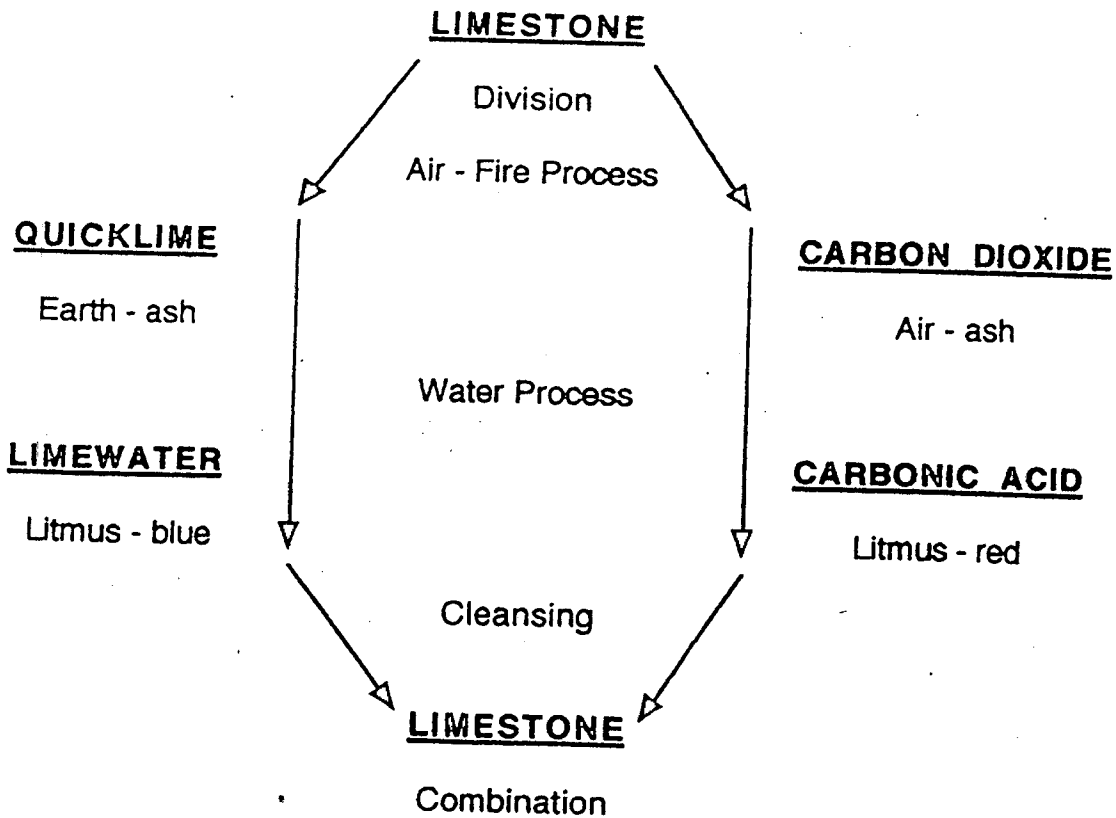 LIMESTONE
Division
Air - Fire Process
QUICKLIME
Earth - ash
CARBON DIOXIDE
Air - ash
Water Process
LIMEWATER
Litmus - blue
CARBONIC ACID
Litmus - red
Cleansing
LIMESTONE
Combination